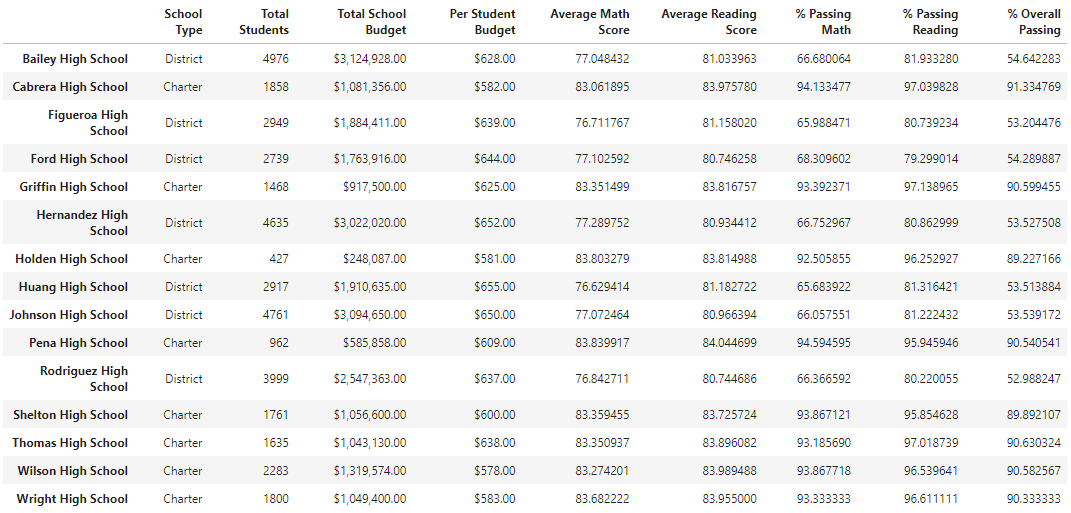 School Type Total Students Total School Budget Per Student Budget Average Math Score Average Reading Score % Passing Math % Passing Reading % Overall Passing
Bailey High School District 4976 $3,124,928.00 $628.00 77.048432 81.033963 66.680064 81.933280 54.642283
Cabrera High School Charter 1858 $1,081,356.00 $582.00 83.061895 83.975780 94.133477 97.039828 91.334769
Figueroa High School District 2949 $1,884,411.00 $639.00 76.711767 81.158020 65.988471 80.739234 53.204476
Ford High School District 2739 $1,763,916.00 $644.00 77.102592 80.746258 68.309602 79.299014 54.289887
Griffin High School Charter 1468 $917,500.00 $625.00 83.351499 83.816757 93.392371 97.138965 90.599455
Hernandez High School District 4635 $3,022,020.00 $652.00 77.289752 80.934412 66.752967 80.862999 53.527508
Holden High School Charter 427 $248,087.00 $581.00 83.803279 83.814988 92.505855 96.252927 89.227166
Huang High School District 2917 $1,910,635.00 $655.00 76.629414 81.182722 65.683922 81.316421 53.513884
Johnson High School District 4761 $3,094,650.00 $650.00 77.072464 80.966394 66.057551 81.222432 53.539172
Pena High School Charter 962 $585,858.00 $609.00 83.839917 84.044699 94.594595 95.945946 90.540541
Rodriguez High School District 3999 $2,547,363.00 $637.00 76.842711 80.744686 66.366592 80.220055 52.988247
Shelton High School Charter 1761 $1,056,600.00 $600.00 83.359455 83.725724 93.867121 95.854628 89.892107
Thomas High School Charter 1635 $1,043,130.00 $638.00 83.350937 83.896082 93.185690 97.018739 90.630324
Wilson High School Charter 2283 $1,319,574.00 $578.00 83.274201 83.989488 93.867718 96.539641 90.582567
Wright High School Charter 1800 $1,049,400.00 $583.00 83.682222 83.955000 93.333333 96.611111 90.333333